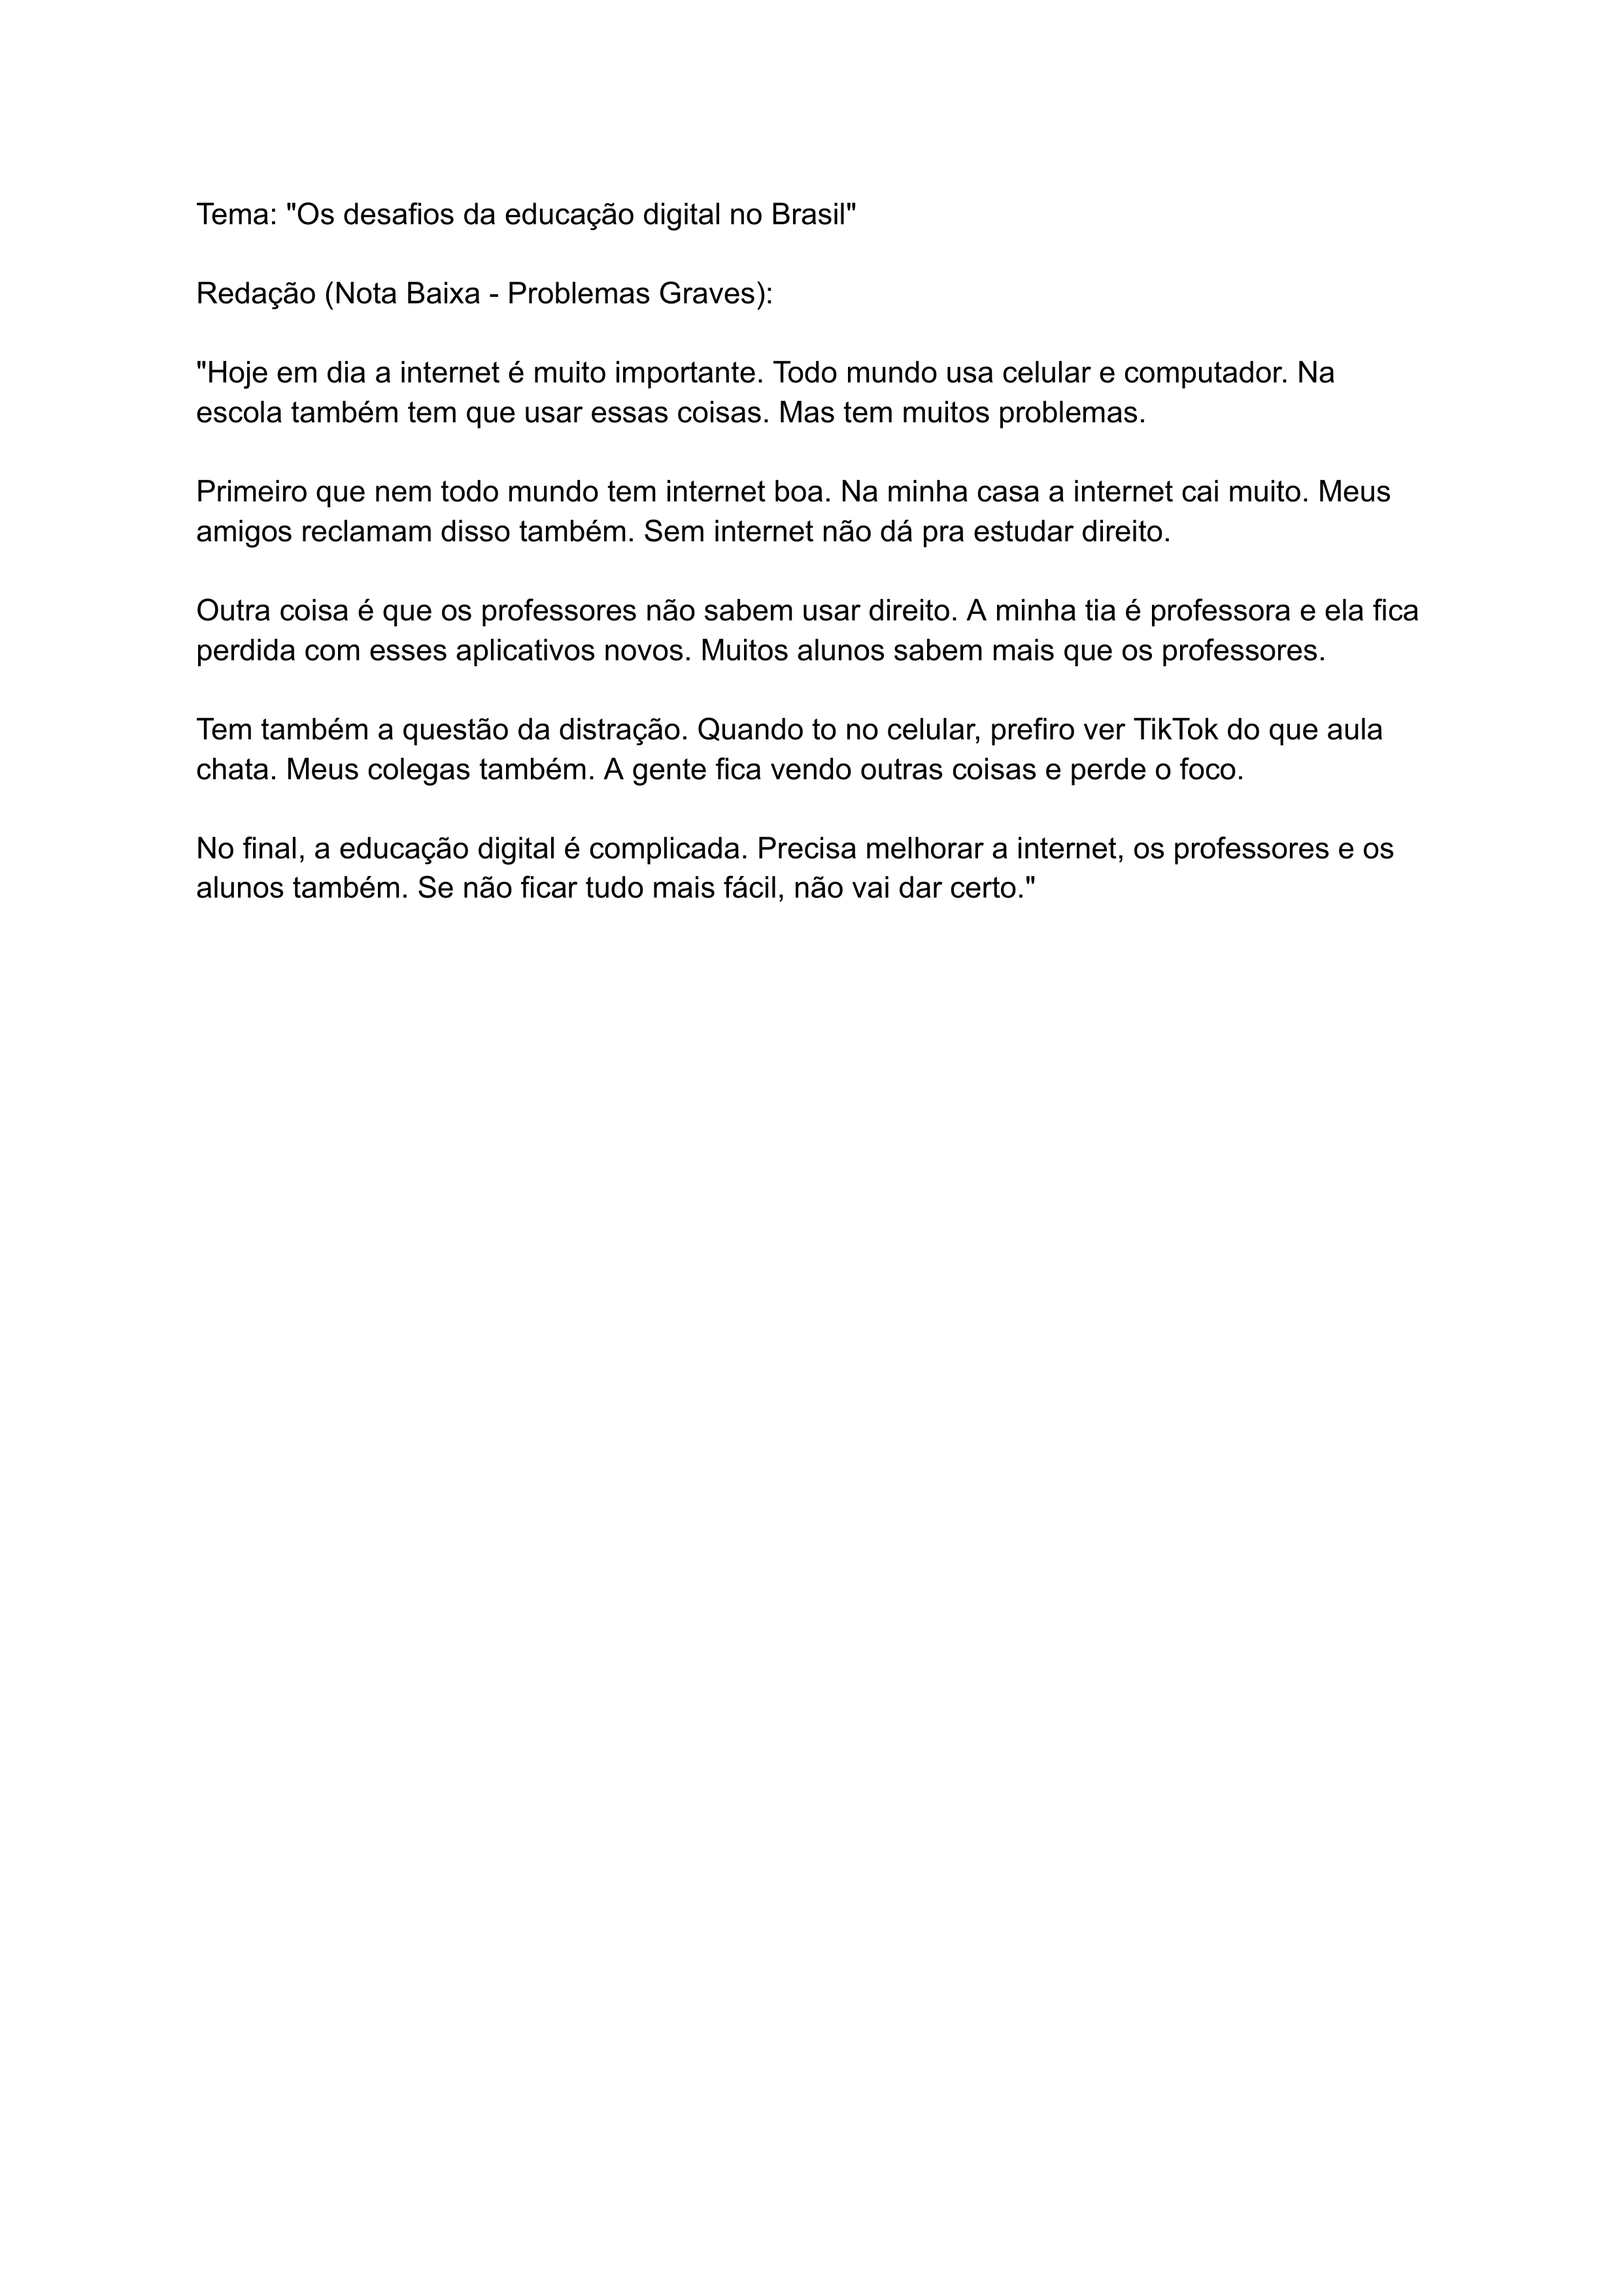 Tema: "Os desafios da educação digital no Brasil"
Redação (Nota Baixa - Problemas Graves):
"Hoje em dia a internet é muito importante. Todo mundo usa celular e computador. Na
escola também tem que usar essas coisas. Mas tem muitos problemas.
Primeiro que nem todo mundo tem internet boa. Na minha casa a internet cai muito. Meus
amigos reclamam disso também. Sem internet não dá pra estudar direito.
Outra coisa é que os professores não sabem usar direito. A minha tia é professora e ela fica
perdida com esses aplicativos novos. Muitos alunos sabem mais que os professores.
Tem também a questão da distração. Quando to no celular, prefiro ver TikTok do que aula
chata. Meus colegas também. A gente fica vendo outras coisas e perde o foco.
No final, a educação digital é complicada. Precisa melhorar a internet, os professores e os
alunos também. Se não ficar tudo mais fácil, não vai dar certo."